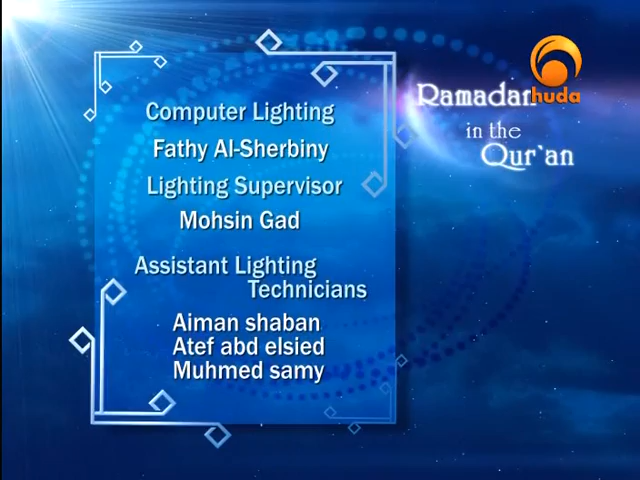 Computer Lighting
Fathy Al-Sherbiny
Lighting Supervisor
Mohsin Gad
Assistant Lighting
Technicians
Aiman shaban
Atef abd elsied
Muhmed samy
Ramadan
in the
Qur`an
huda